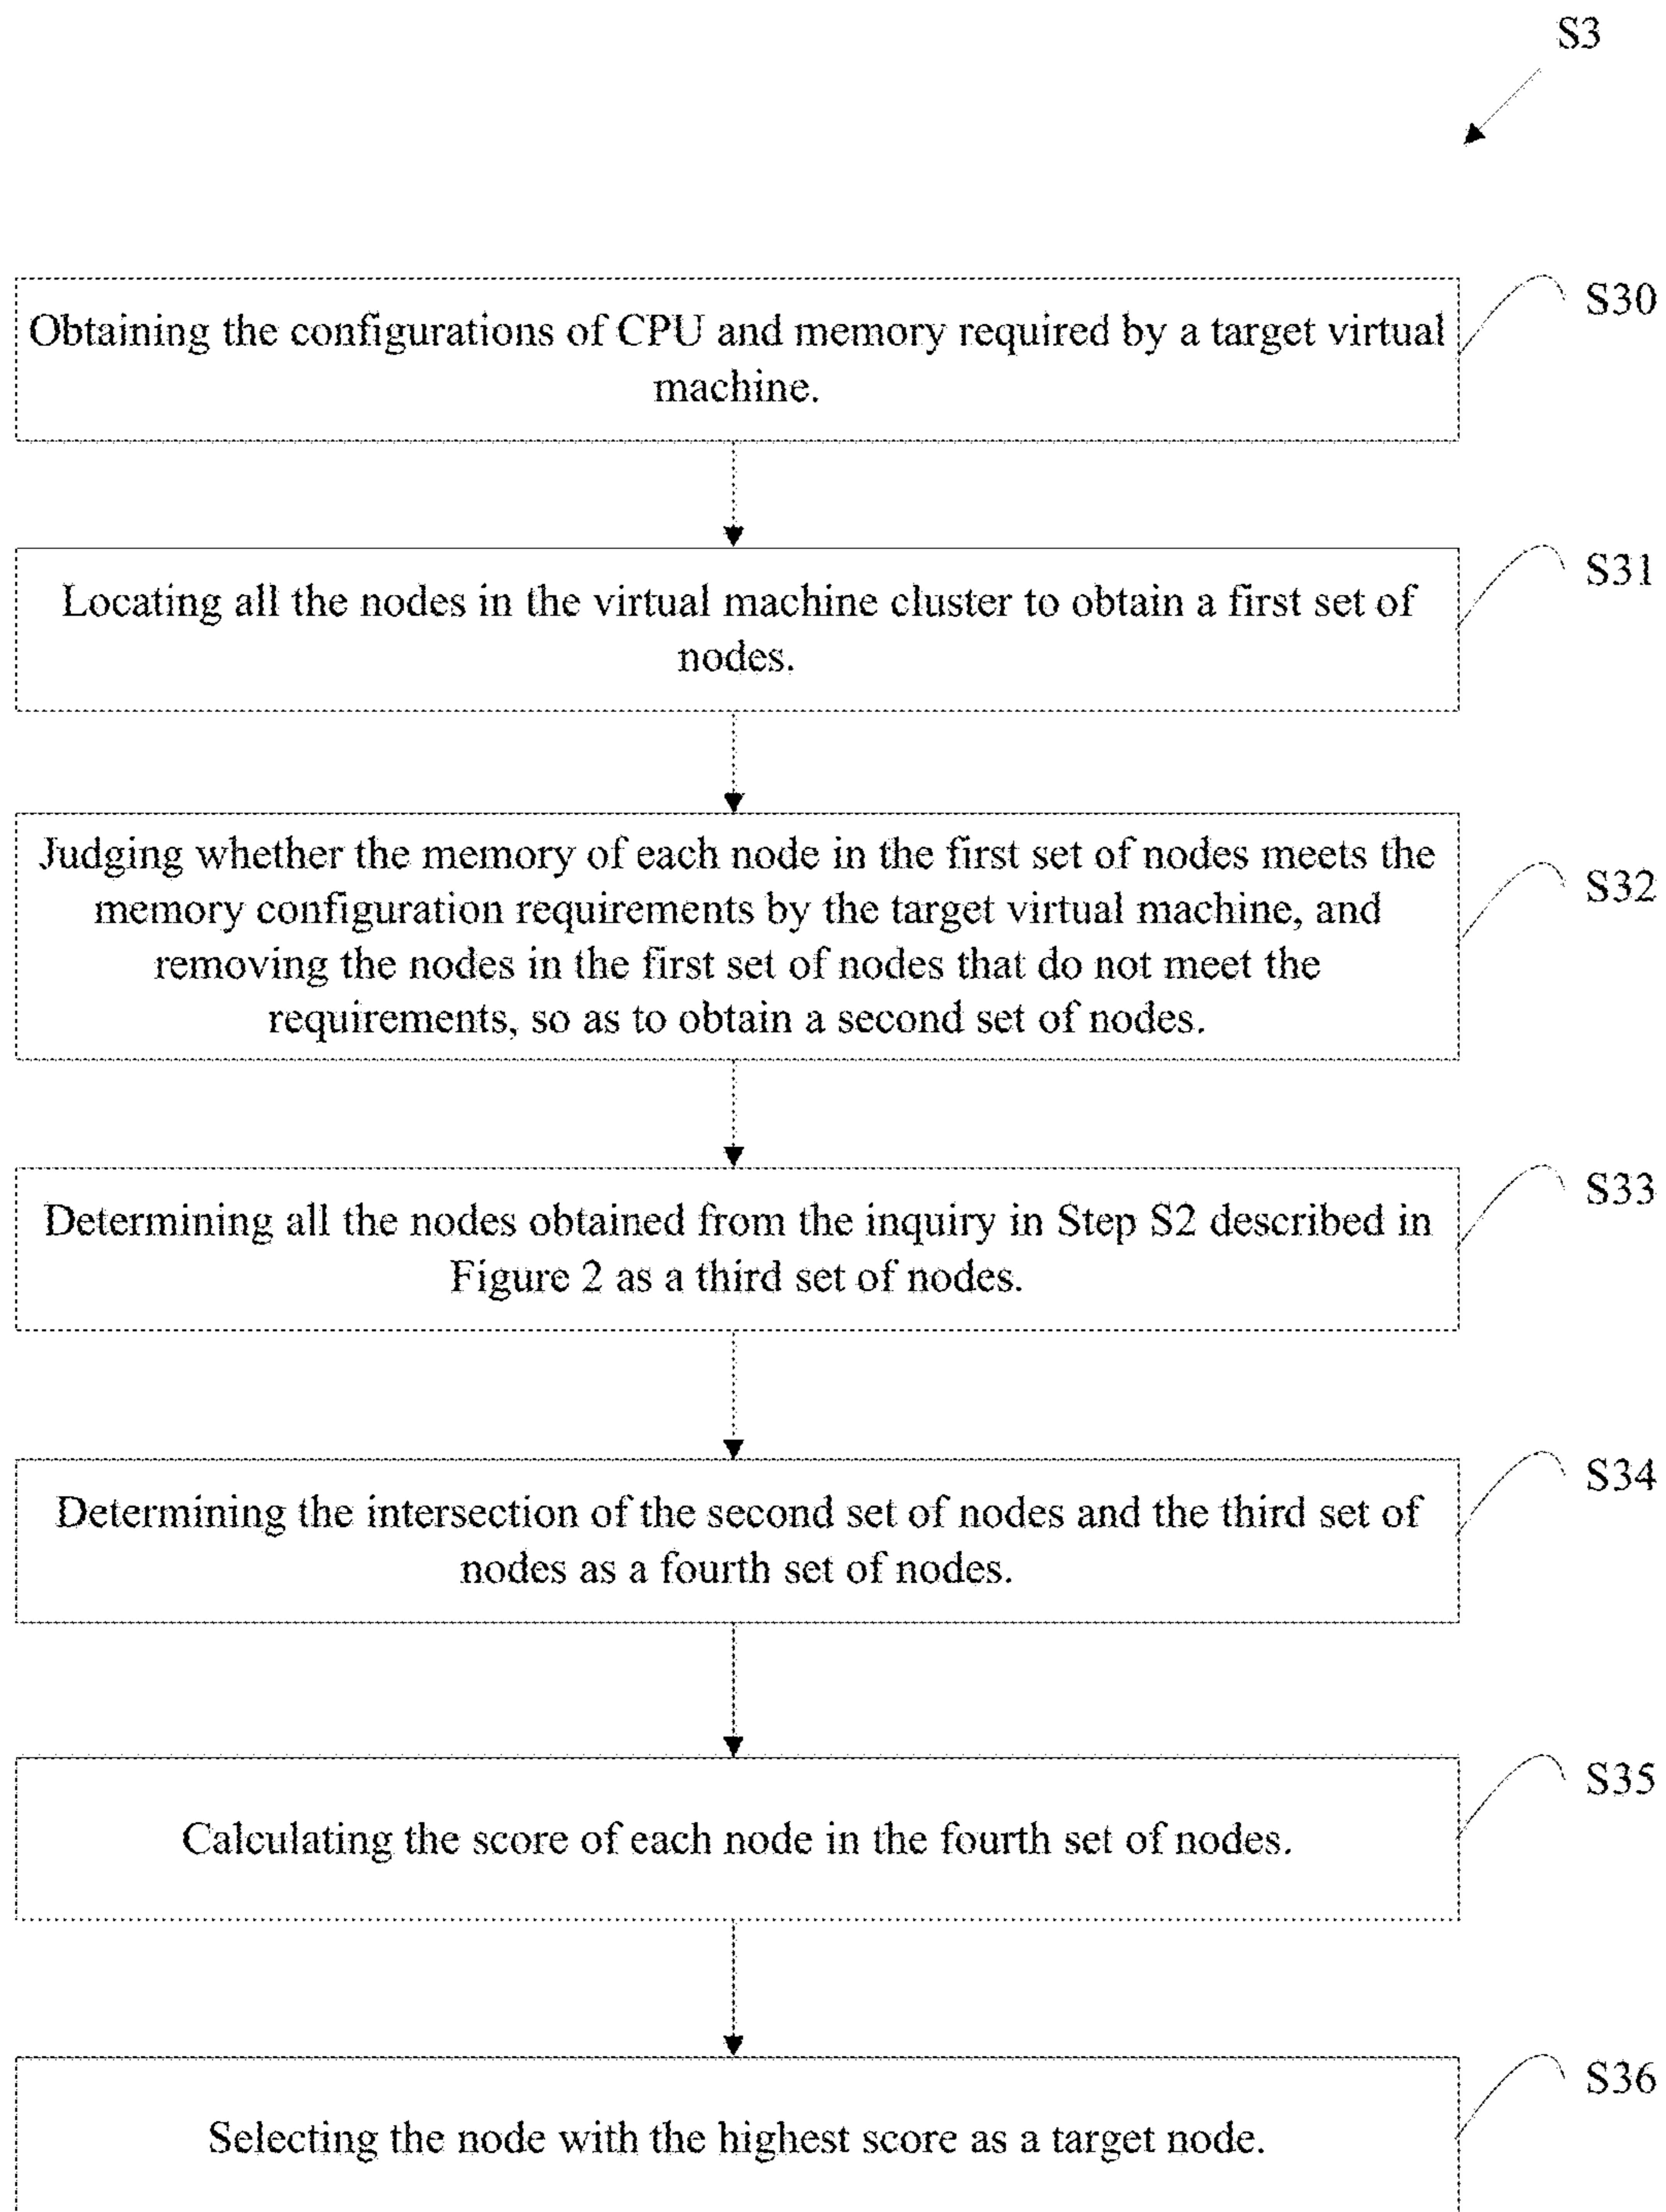 S3
S30
Obtaining the configurations of CPU and memory required by a target virtual
machine.
S31
Locating all the nodes in the virtual machine cluster to obtain a first set of
nodes.
S32
Judging whether the memory of each node in the first set of nodes meets the
memory configuration requirements by the target virtual machine, and
removing the nodes in the first set of nodes that do not meet the
requirements, so as to obtain a second set of nodes.
S33
Determining all the nodes obtained from the inquiry in Step S2 described in
Figure 2 as a third set of nodes.
S34
Determining the intersection of the second set of nodes and the third set of
nodes as a fourth set of nodes.
S35
Calculating the score of each node in the fourth set of nodes.
S36
Selecting the node with the highest score as a target node.